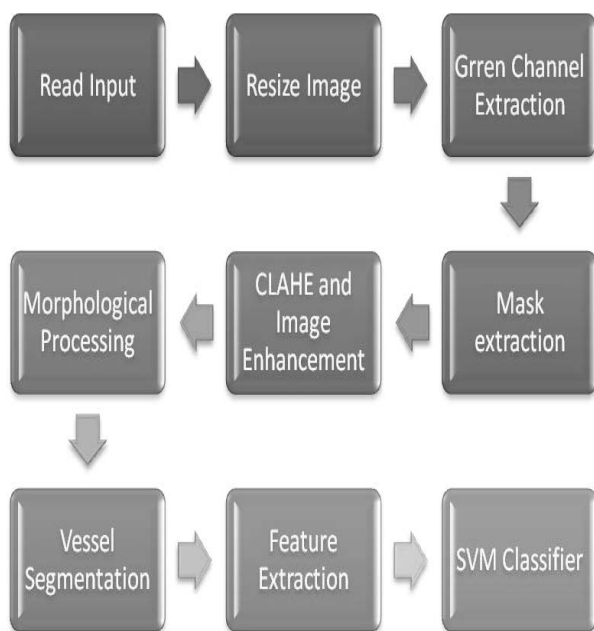 Read Input
Resize Image
Grren Channel
Extraction
Mask
extraction
CLAHE and
Image
Enhancement
Morphological
Processing
Vessel
Segmentation
Feature
Extraction
SVM Classifier